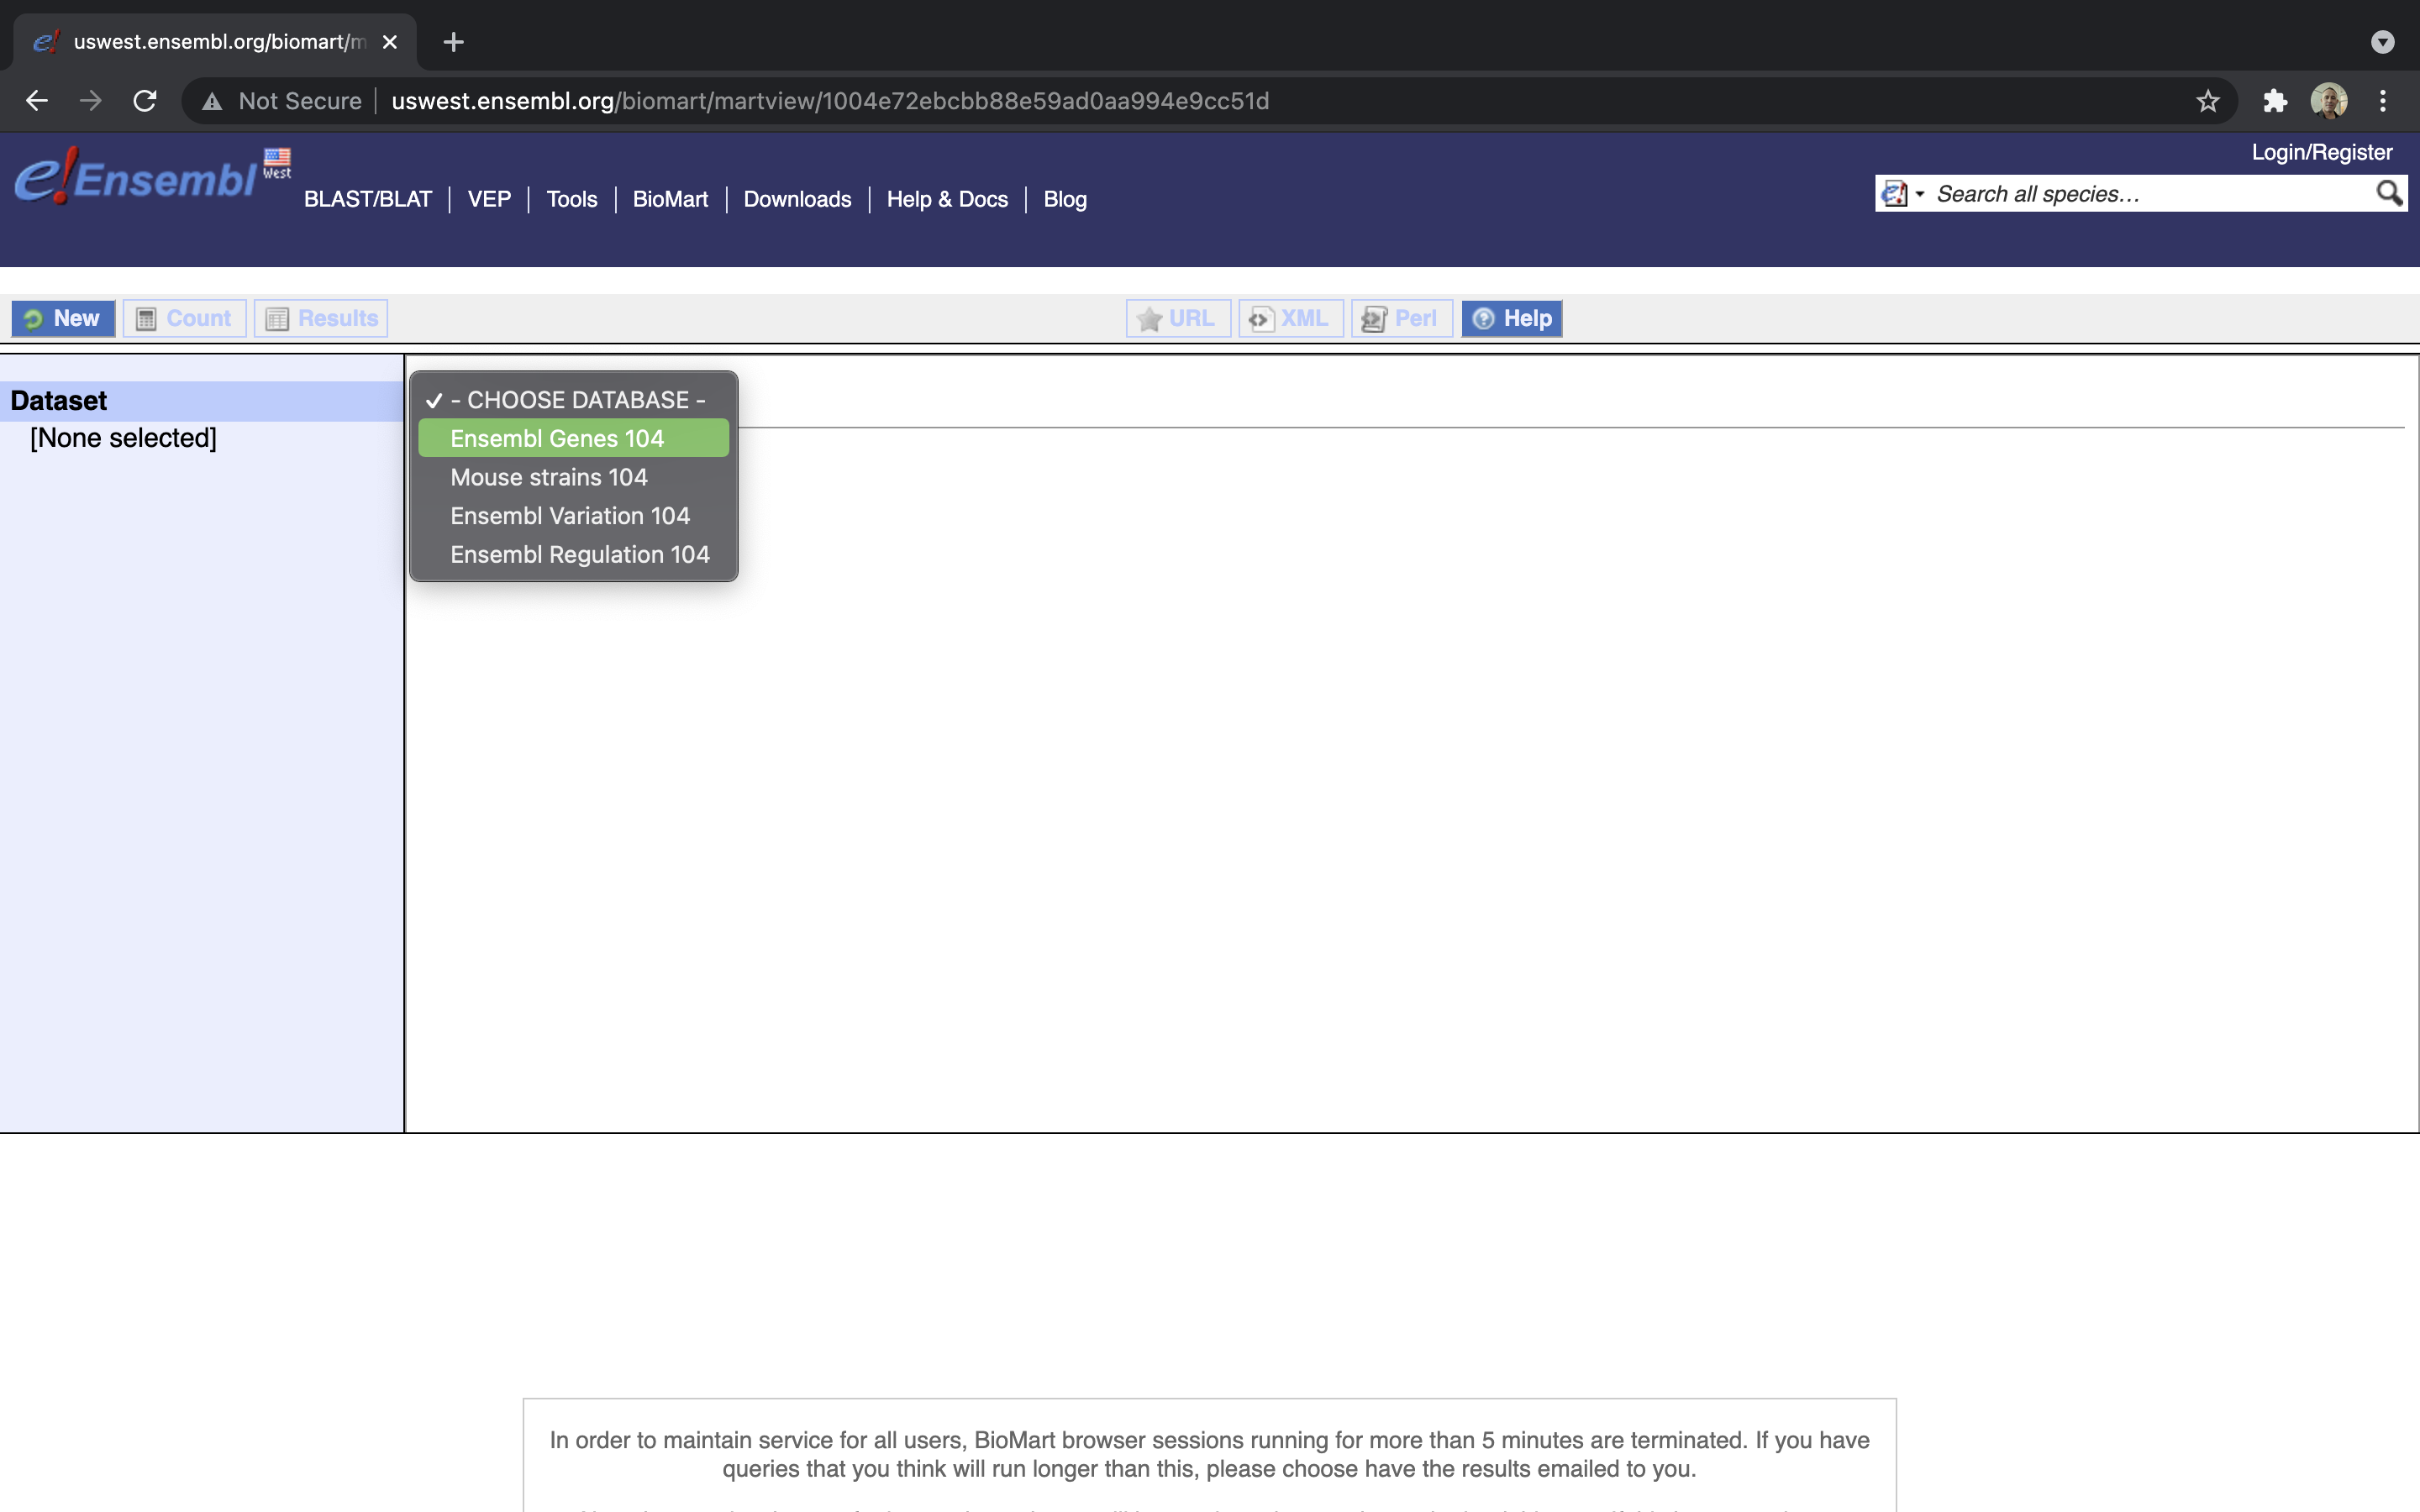 uswest.ensembl.org/biomart/m
Not Secure uswest.ensembl.org/biomart/martview/1004e72ebcbb88e59ad0aa994e9cc51d
Login/Register
e!Ensembl West
BLAST/BLAT VEP Tools BioMart Downloads Help & Docs Blog
Search all species…
New Count Results URL XML Perl Help
Dataset
[None selected]
- CHOOSE DATABASE -
Ensembl Genes 104
Mouse strains 104
Ensembl Variation 104
Ensembl Regulation 104
In order to maintain service for all users, BioMart browser sessions running for more than 5 minutes are terminated. If you have
queries that you think will run longer than this, please choose have the results emailed to you.